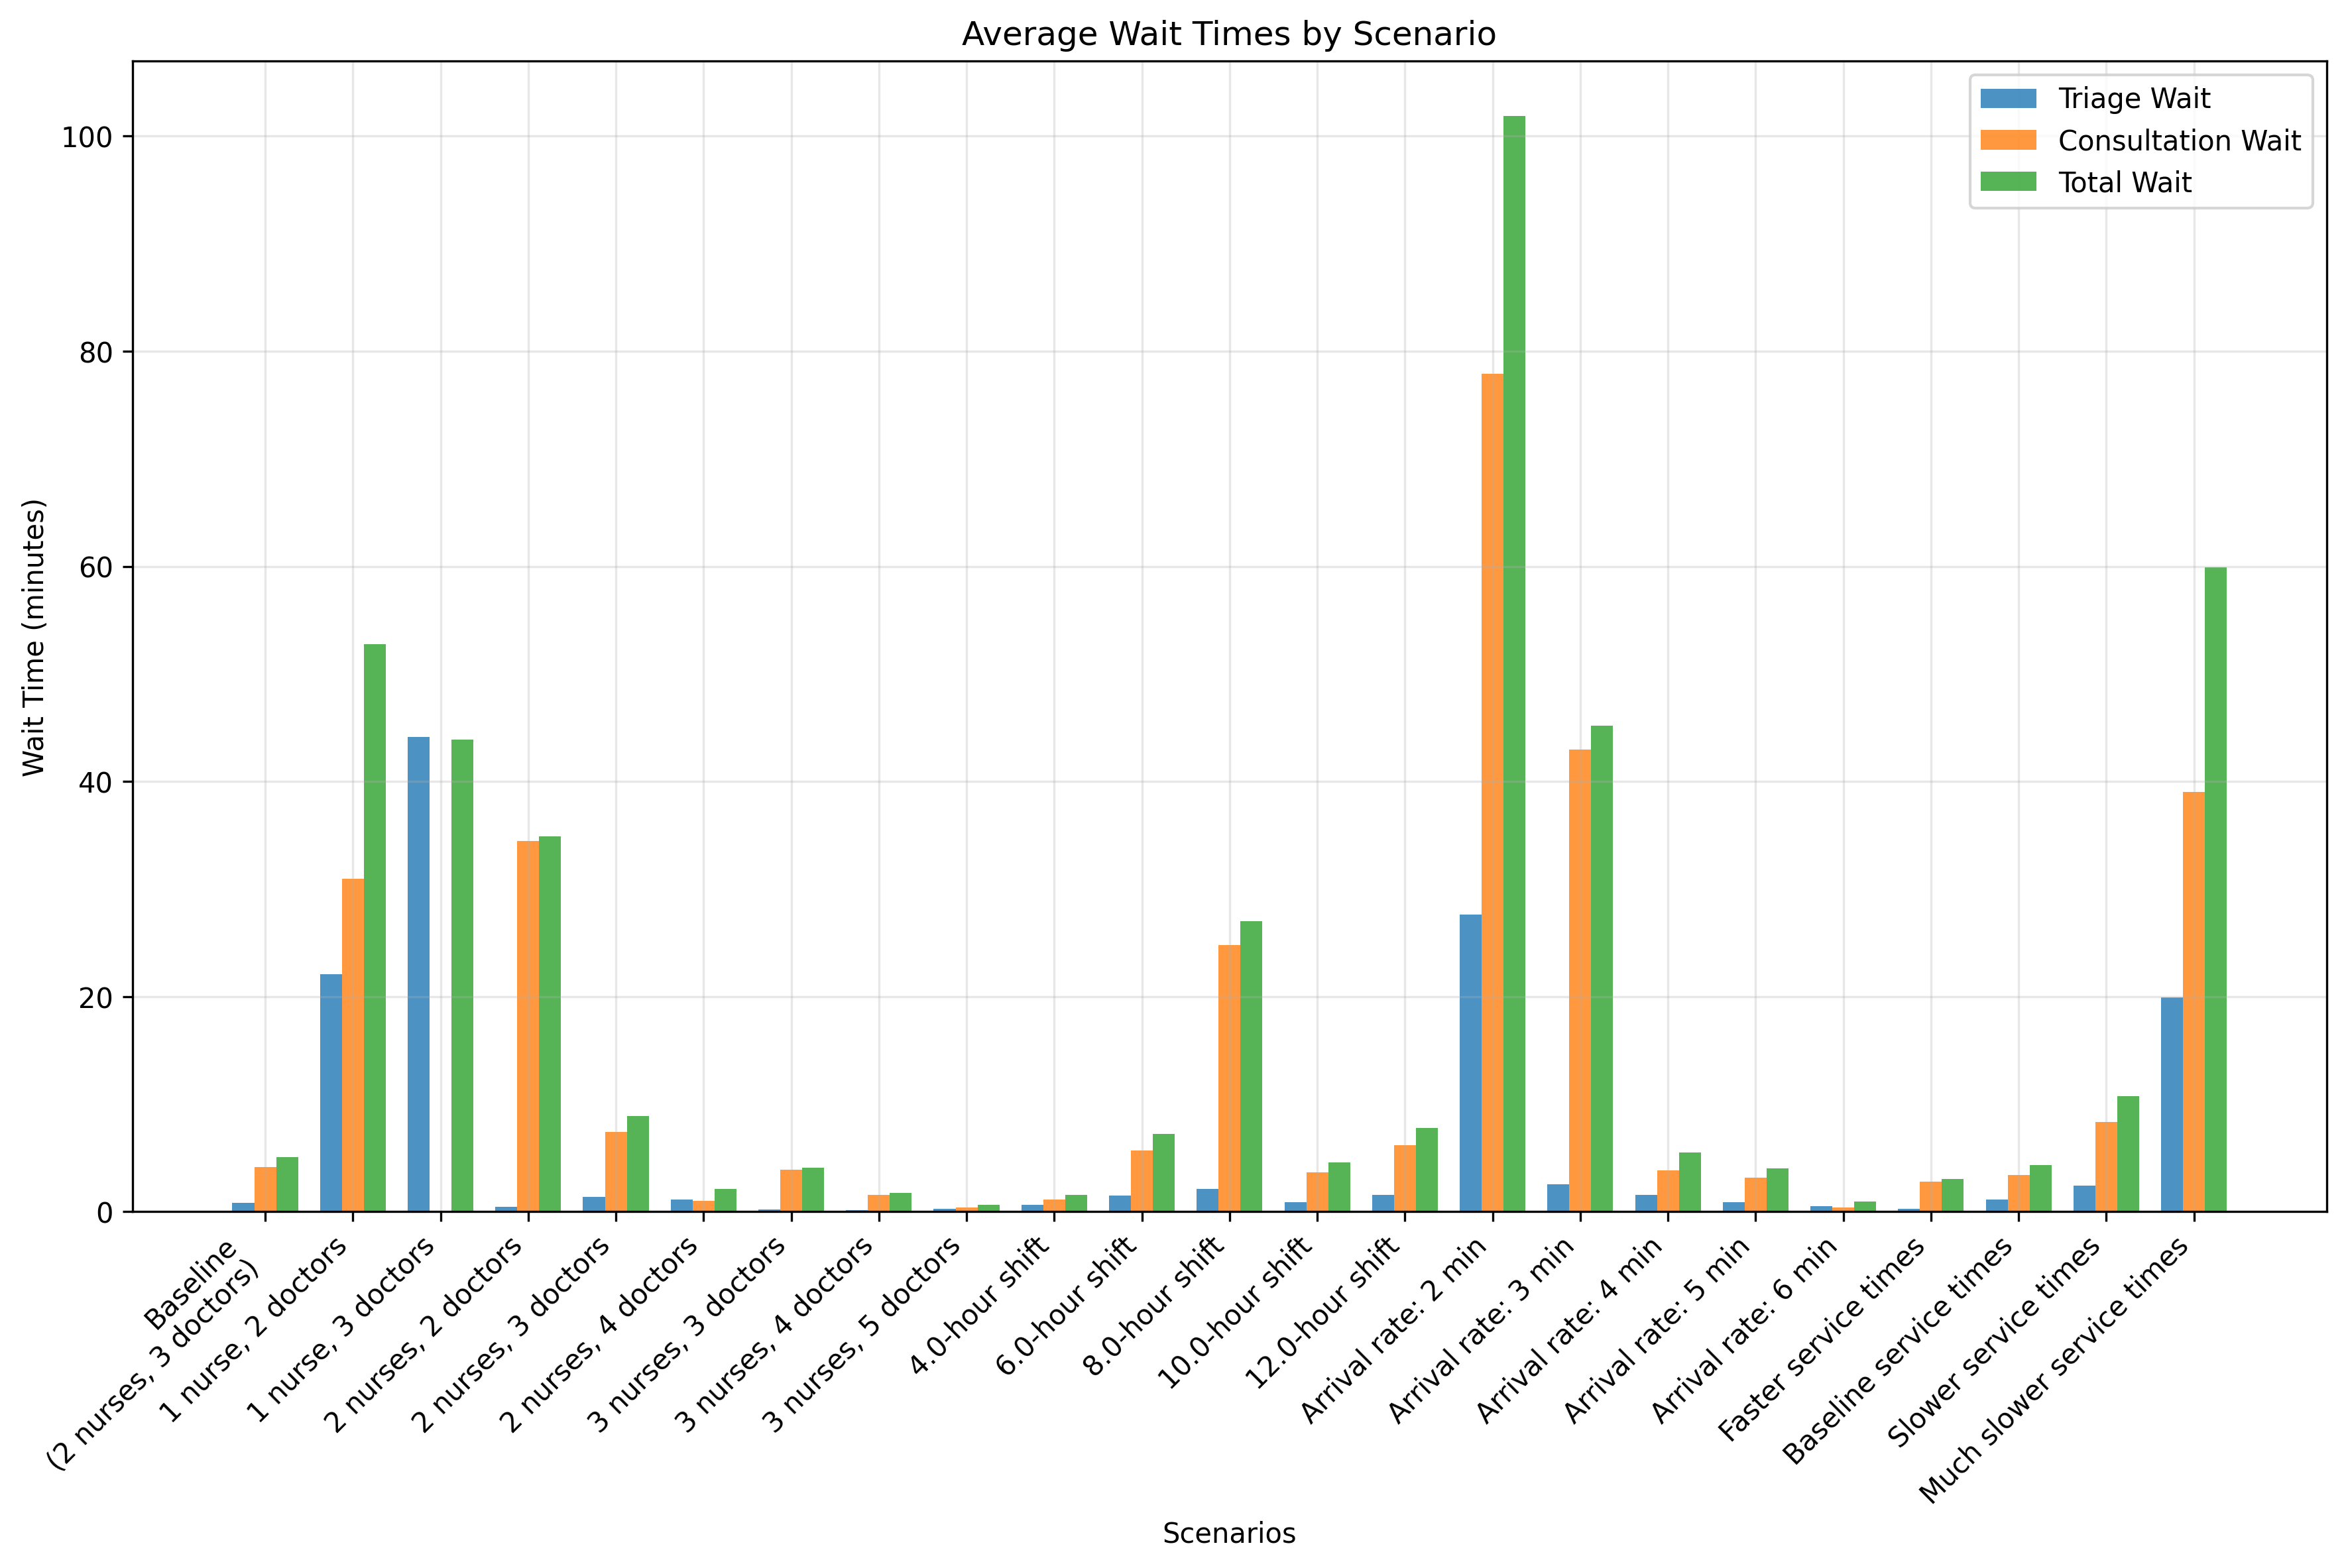 Average Wait Times by Scenario
Triage Wait
Consultation Wait
Total Wait
Wait Time (minutes)
100
80
60
40
20
0
Baseline
(2 nurses, 3 doctors)
1 nurse, 2 doctors
1 nurse, 3 doctors
2 nurses, 2 doctors
2 nurses, 3 doctors
2 nurses, 4 doctors
3 nurses, 3 doctors
3 nurses, 4 doctors
3 nurses, 5 doctors
4.0-hour shift
6.0-hour shift
8.0-hour shift
10.0-hour shift
12.0-hour shift
Arrival rate: 2 min
Arrival rate: 3 min
Arrival rate: 4 min
Arrival rate: 5 min
Arrival rate: 6 min
Faster service times
Baseline service times
Slower service times
Much slower service times
Scenarios